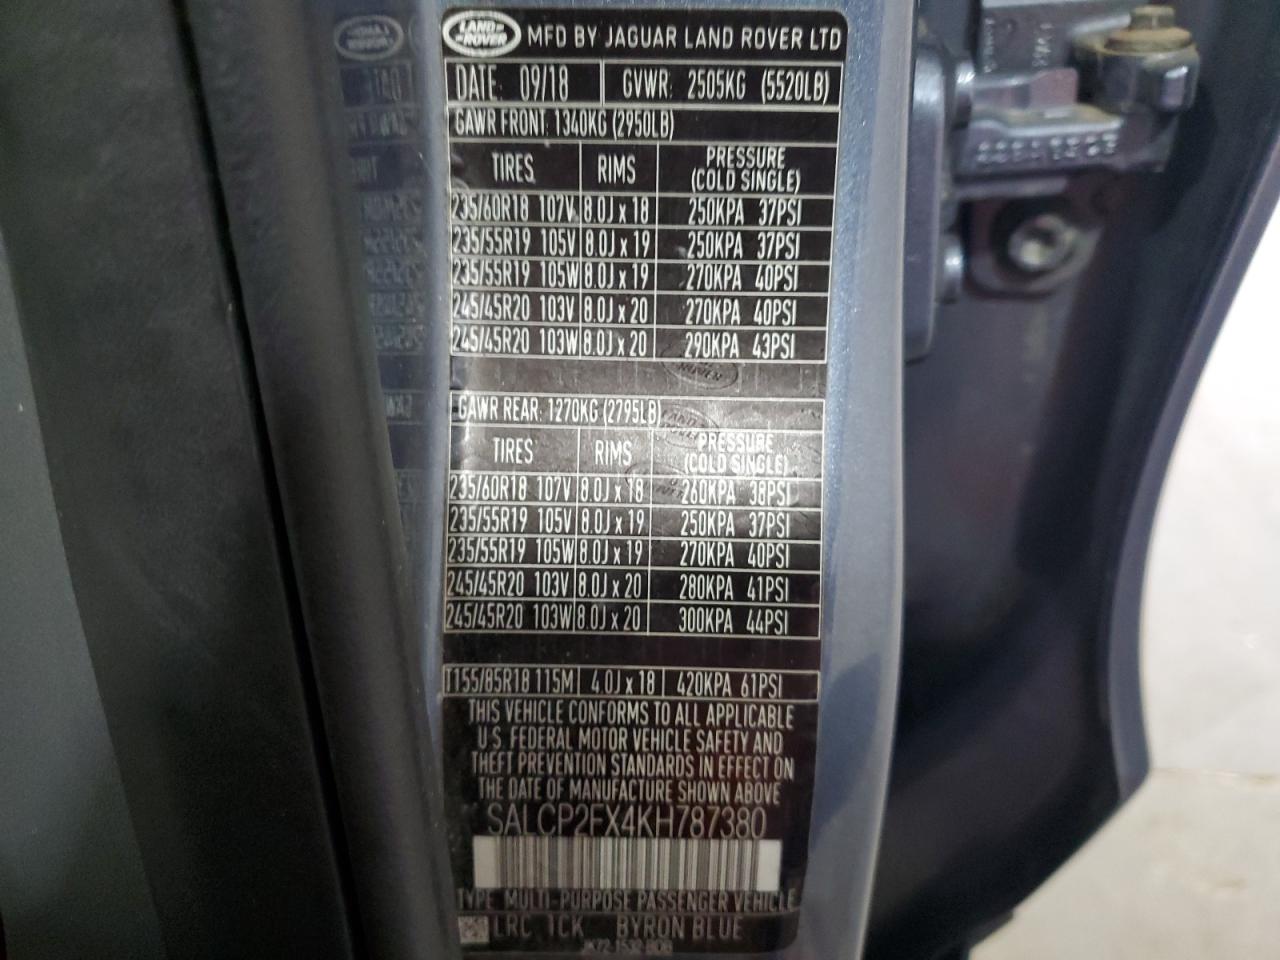 LAND ROVER MFD BY JAGUAR LAND ROVER LTD
DATE: 09/18 GVWR: 2505KG (5520LB)
GAWR FRONT: 1340KG (2950LB)
TIRES RIMS PRESSURE (COLD SINGLE)
235/60R18 107V 8.0J x 18 250KPA 37PSI
235/55R19 105V 8.0J x 19 250KPA 37PSI
235/55R19 105W 8.0J x 19 270KPA 40PSI
245/45R20 103V 8.0J x 20 270KPA 40PSI
245/45R20 103W 8.0J x 20 290KPA 43PSI
GAWR REAR: 1270KG (2795LB)
TIRES RIMS PRESSURE (COLD SINGLE)
235/60R18 107V 8.0J x 18 260KPA 38PSI
235/55R19 105V 8.0J x 19 250KPA 37PSI
235/55R19 105W 8.0J x 19 270KPA 40PSI
245/45R20 103V 8.0J x 20 280KPA 41PSI
245/45R20 103W 8.0J x 20 300KPA 44PSI
T155/85R18 115M 4.0J x 18 420KPA 61PSI
THIS VEHICLE CONFORMS TO ALL APPLICABLE
U.S. FEDERAL MOTOR VEHICLE SAFETY AND
THEFT PREVENTION STANDARDS IN EFFECT ON
THE DATE OF MANUFACTURE SHOWN ABOVE
SALCP2FX4KH787380
TYPE: MULTI-PURPOSE PASSENGER VEHICLE
LRC 1CK BYRON BLUE
JK72-1532-BDB